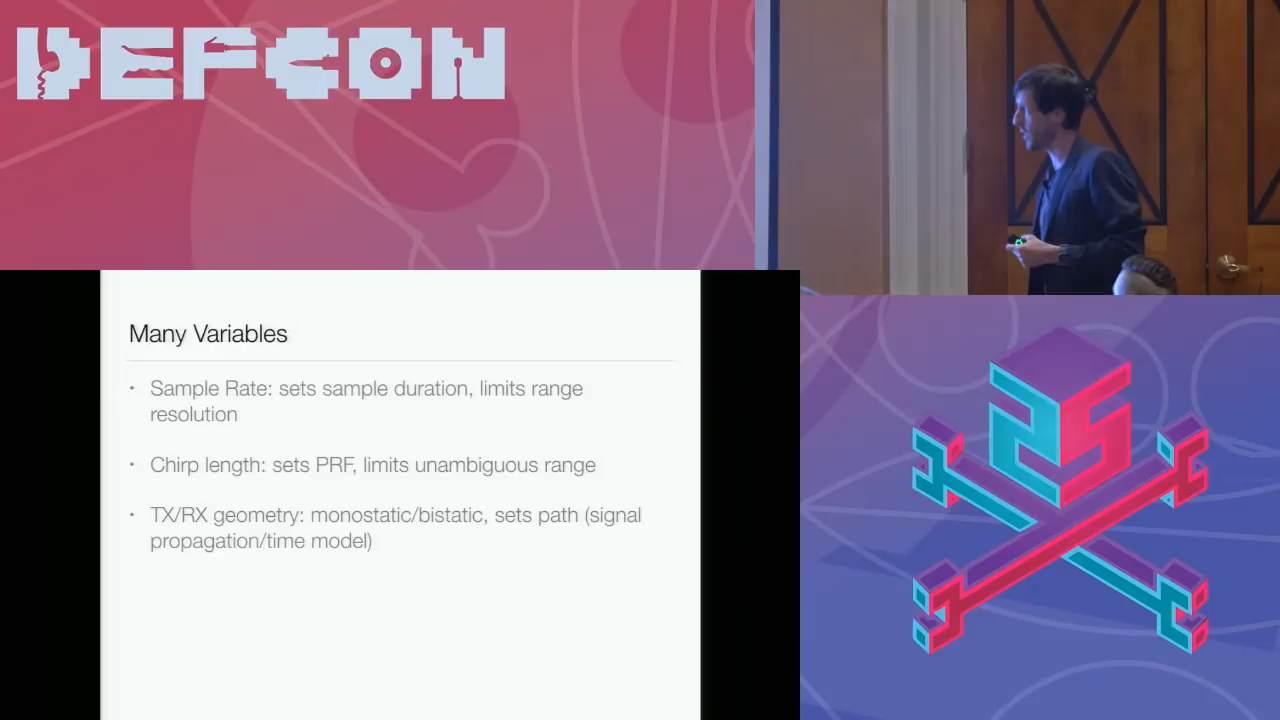 DEFCON
Many Variables
• Sample Rate: sets sample duration, limits range
resolution
• Chirp length: sets PRF, limits unambiguous range
• TX/RX geometry: monostatic/bistatic, sets path (signal
propagation/time model)
25